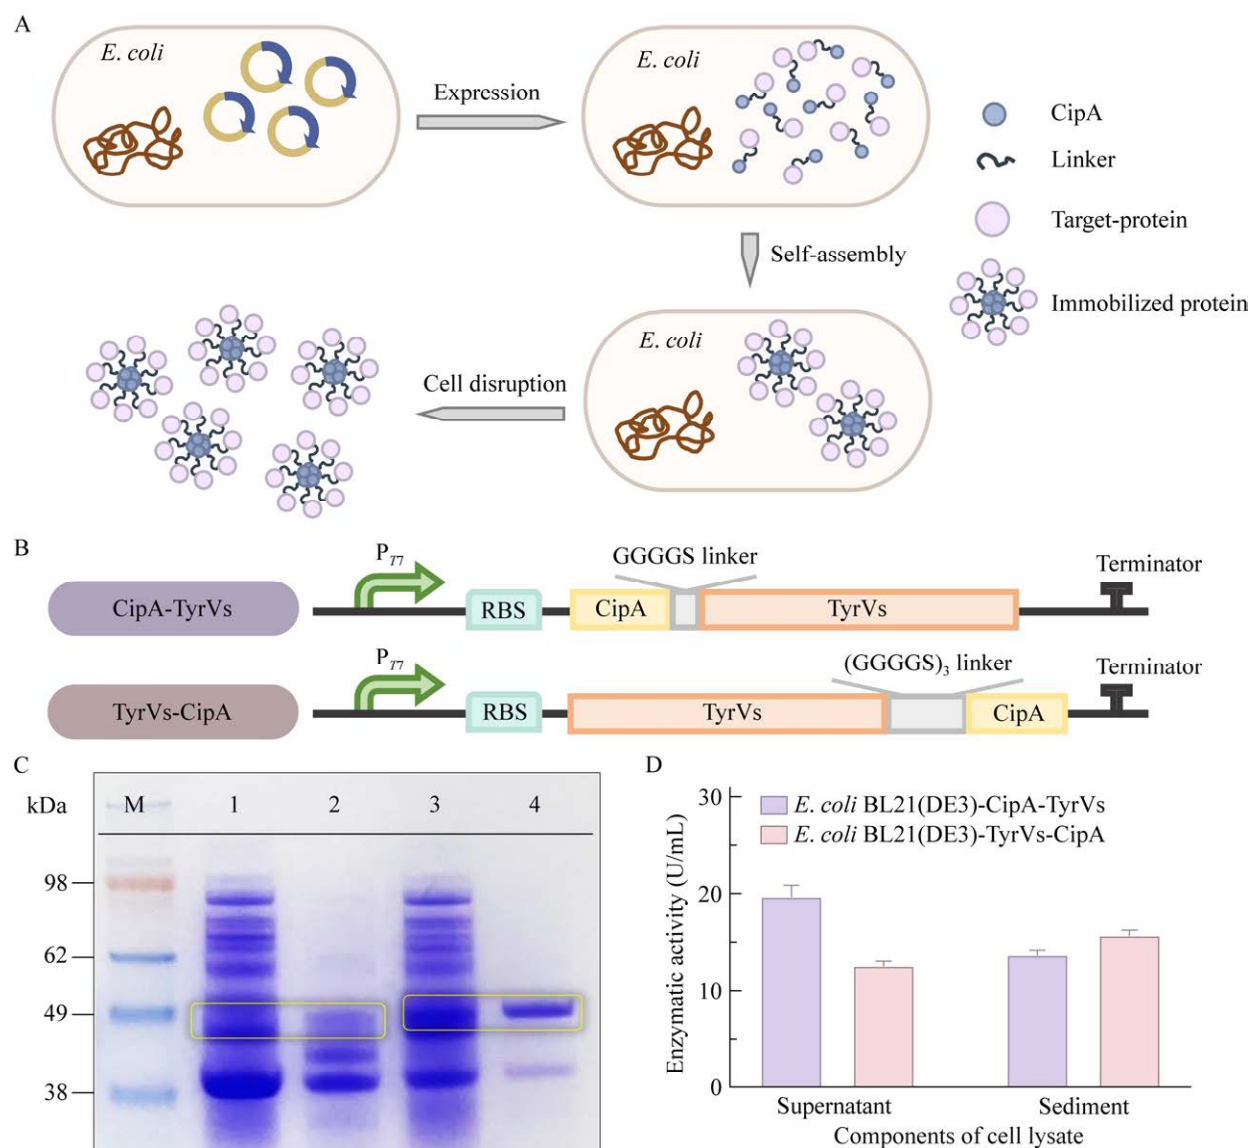 A
E. coli
Expression
E. coli
CipA
Linker
Target-protein
Immobilized protein
Self-assembly
E. coli
Cell disruption
B
CipA-TyrVs
P_T7
RBS
CipA
GGGGS linker
TyrVs
Terminator
TyrVs-CipA
P_T7
RBS
TyrVs
(GGGGS)_3 linker
CipA
Terminator
C
kDa
M 1 2 3 4
98
62
49
38
D
Enzymatic activity (U/mL)
30
20
10
0
E. coli BL21(DE3)-CipA-TyrVs
E. coli BL21(DE3)-TyrVs-CipA
Supernatant
Sediment
Components of cell lysate